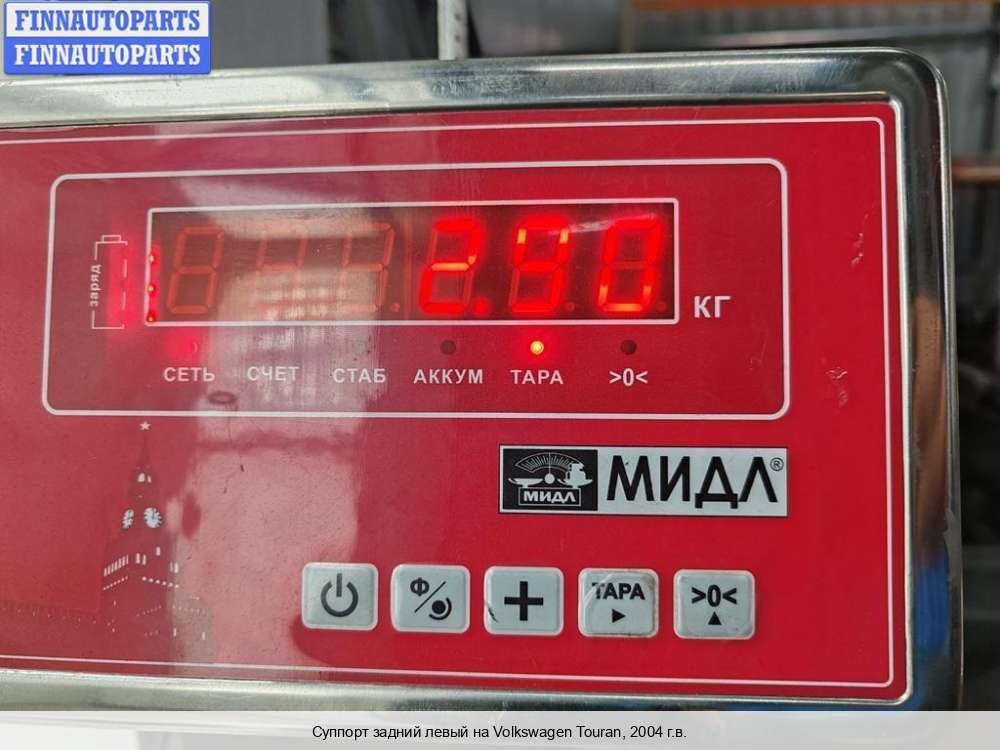 FINNAUTOPARTS
FINNAUTOPARTS
заряд
2.40
КГ
СЕТЬ СЧЕТ СТАБ АККУМ ТАРА >0<
МИДЛ МИДЛ®
Ф
ТАРА >0<
Суппорт задний левый на Volkswagen Touran, 2004 г.в.